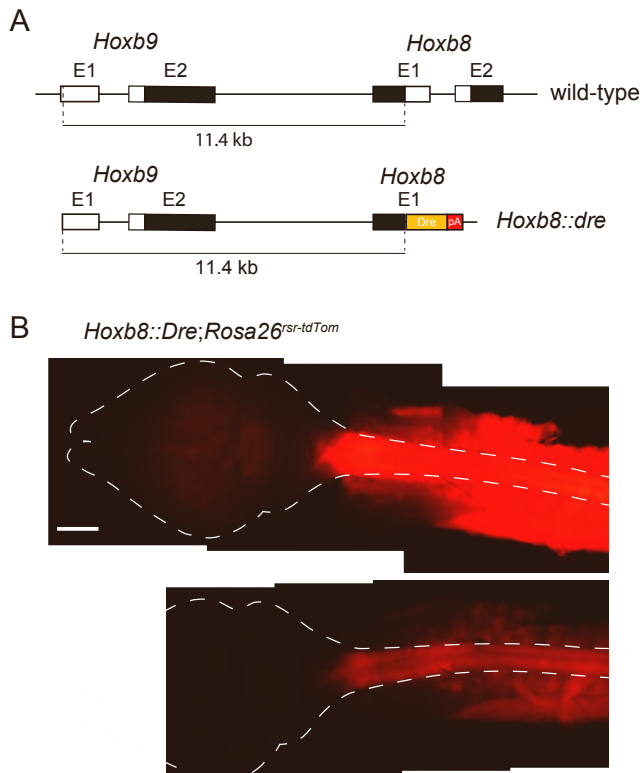 A
Hoxb9 Hoxb8
E1 E2 E1 E2
wild-type
11.4 kb
Hoxb9 Hoxb8
E1 E2 E1
Dre pA
Hoxb8::dre
11.4 kb
B
Hoxb8::Dre;Rosa26rsr-tdTom